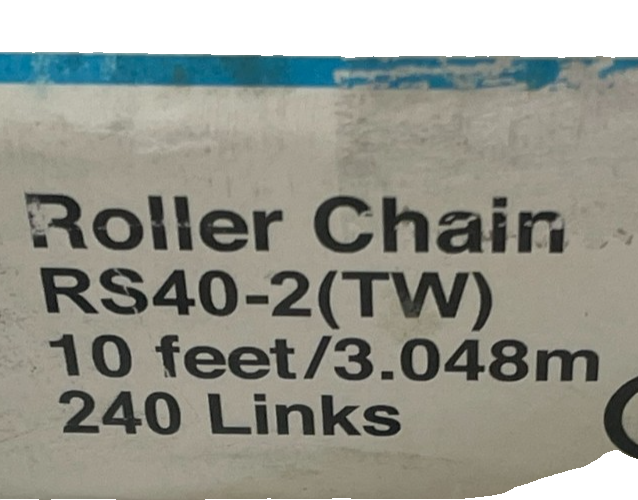 Roller Chain
RS40-2(TW)
10 feet/3.048m
240 Links